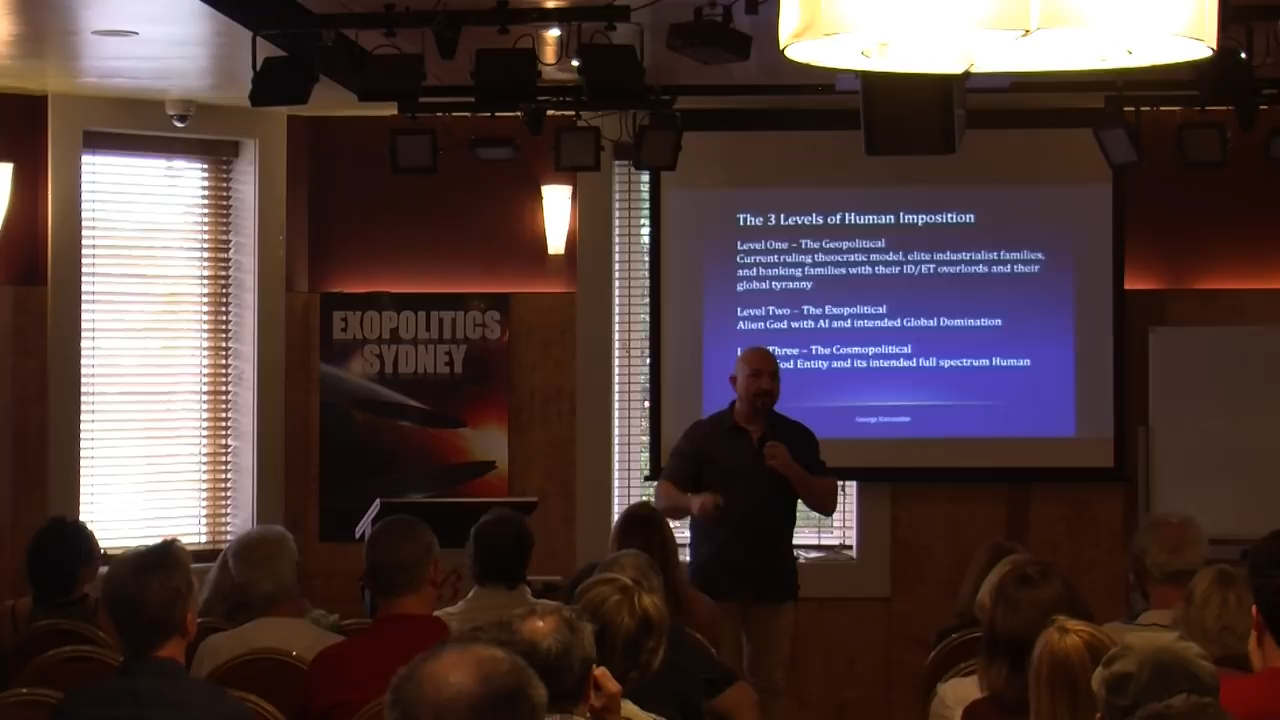 EXOPOLITICS
SYDNEY
The 3 Levels of Human Imposition
Level One – The Geopolitical
Current ruling theocratic model, elite industrialist families,
and banking families with their ID/ET overlords and their
global tyranny
Level Two – The Exopolitical
Alien God with AI and intended Global Domination
Three – The Cosmopolitical
God Entity and its intended full spectrum Human
George